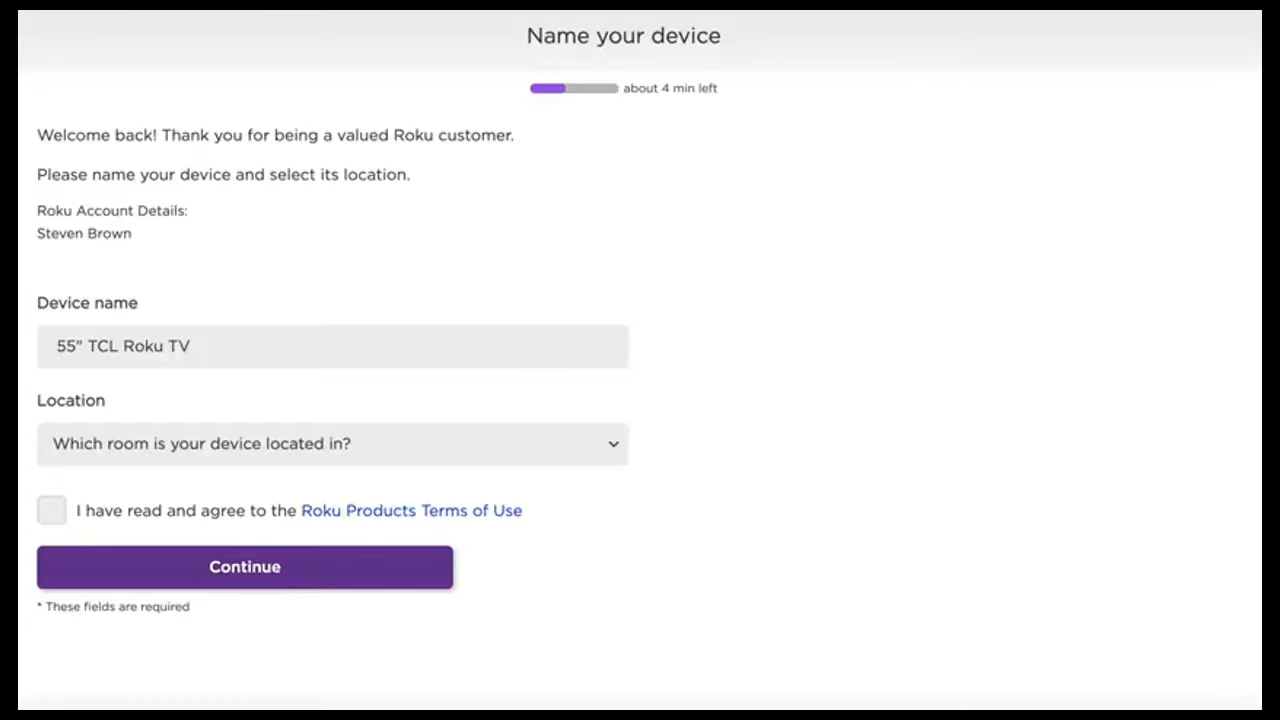 Name your device
about 4 min left
Welcome back! Thank you for being a valued Roku customer.
Please name your device and select its location.
Roku Account Details:
Steven Brown
Device name
55" TCL Roku TV
Location
Which room is your device located in?
I have read and agree to the Roku Products Terms of Use
Continue
* These fields are required